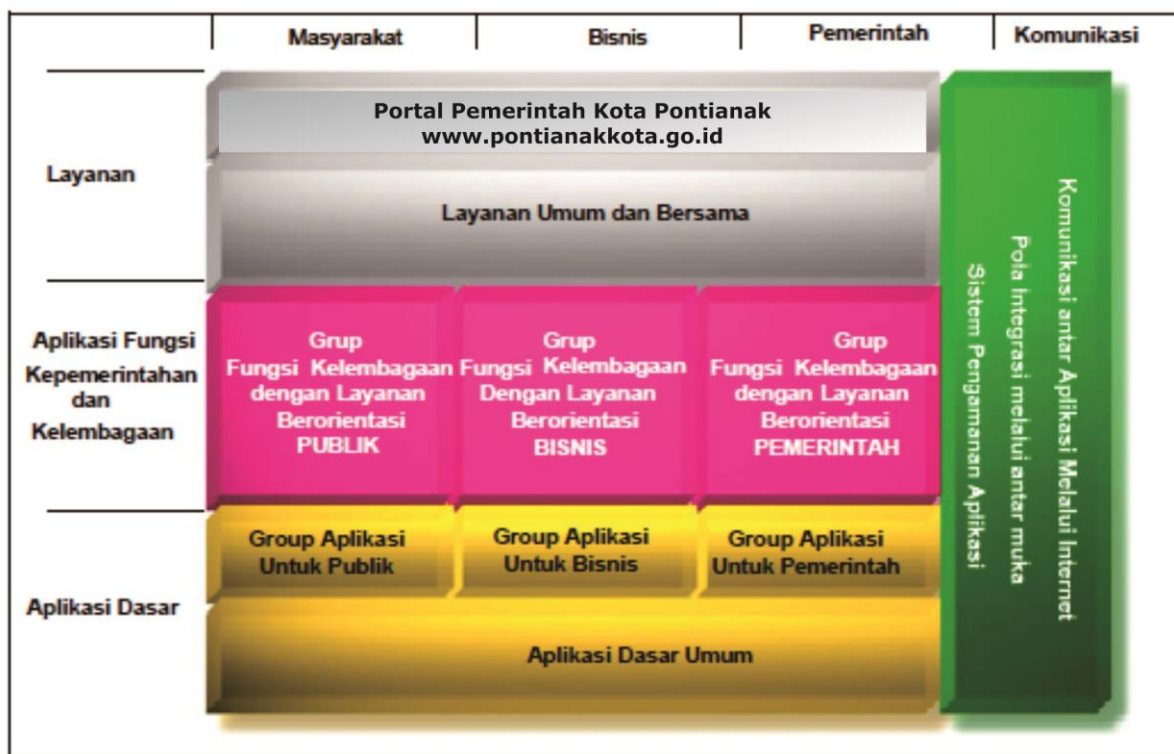 Masyarakat
Bisnis
Pemerintah
Komunikasi
Layanan
Portal Pemerintah Kota Pontianak
www.pontianakkota.go.id
Layanan Umum dan Bersama
Aplikasi Fungsi
Kepemerintahan
dan
Kelembagaan
Grup
Fungsi Kelembagaan
dengan Layanan
Berorientasi
PUBLIK
Grup
Fungsi Kelembagaan
Dengan Layanan
Berorientasi
BISNIS
Grup
Fungsi Kelembagaan
dengan Layanan
Berorientasi
PEMERINTAH
Aplikasi Dasar
Group Aplikasi
Untuk Publik
Group Aplikasi
Untuk Bisnis
Group Aplikasi
Untuk Pemerintah
Aplikasi Dasar Umum
Komunikasi antar Aplikasi Melalui Internet
Pola Integrasi melalui antar muka
Sistem Pengamanan Aplikasi